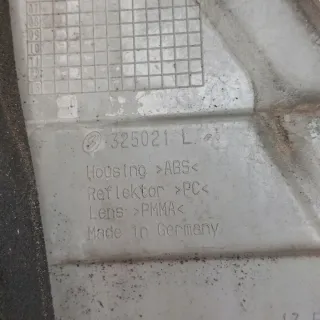 325021 L
Housing >ABS<
Reflektor >PC<
Lens >PMMA<
Made in Germany